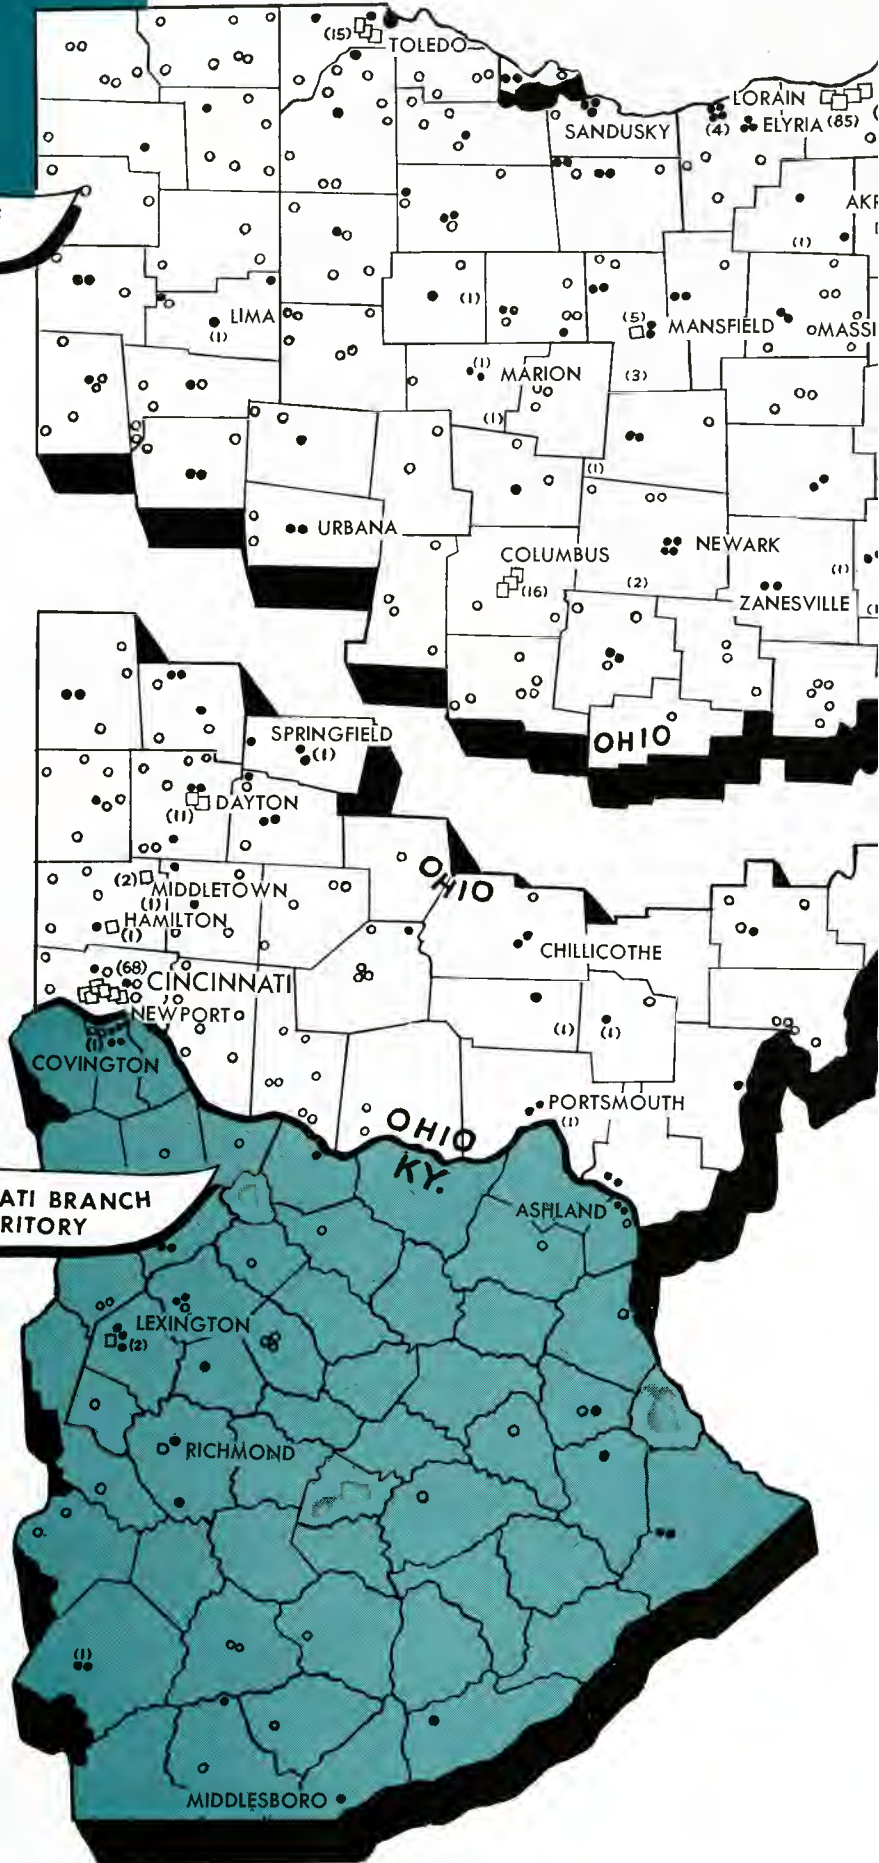 (15)
TOLEDO
LORAIN
(4)
ELYRIA
(85)
SANDUSKY
AKR
(1)
(1)
LIMA
(1)
(5)
MANSFIELD
MASSI
(1)
MARION
(3)
(1)
(1)
URBANA
COLUMBUS
(16)
NEWARK
(2)
(1)
ZANESVILLE
OHIO
SPRINGFIELD
(1)
DAYTON
(11)
OHIO
(2)
MIDDLETOWN
(1)
HAMILTON
(1)
CHILLICOTHE
(68)
CINCINNATI
NEWPORT
(1)
COVINGTON
(1)
(1)
PORTSMOUTH
(1)
OHIO
KY.
ATI BRANCH
RITORY
ASHLAND
LEXINGTON
(2)
RICHMOND
(1)
MIDDLESBORO